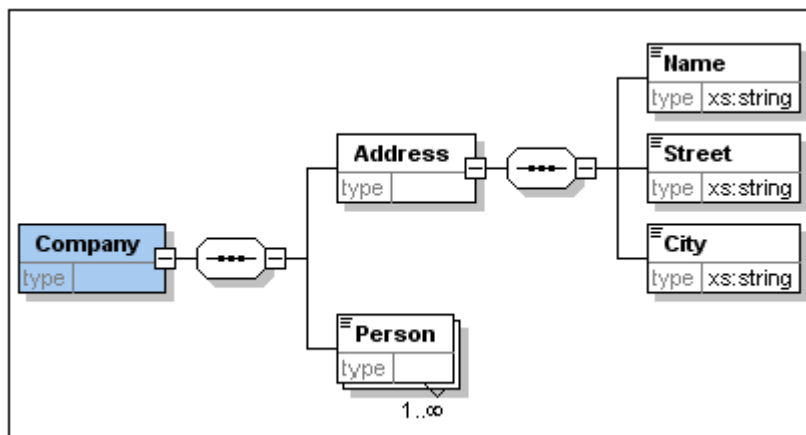 Name
type xs:string
Address
type
Street
type xs:string
Company
type
City
type xs:string
Person
type
1..∞